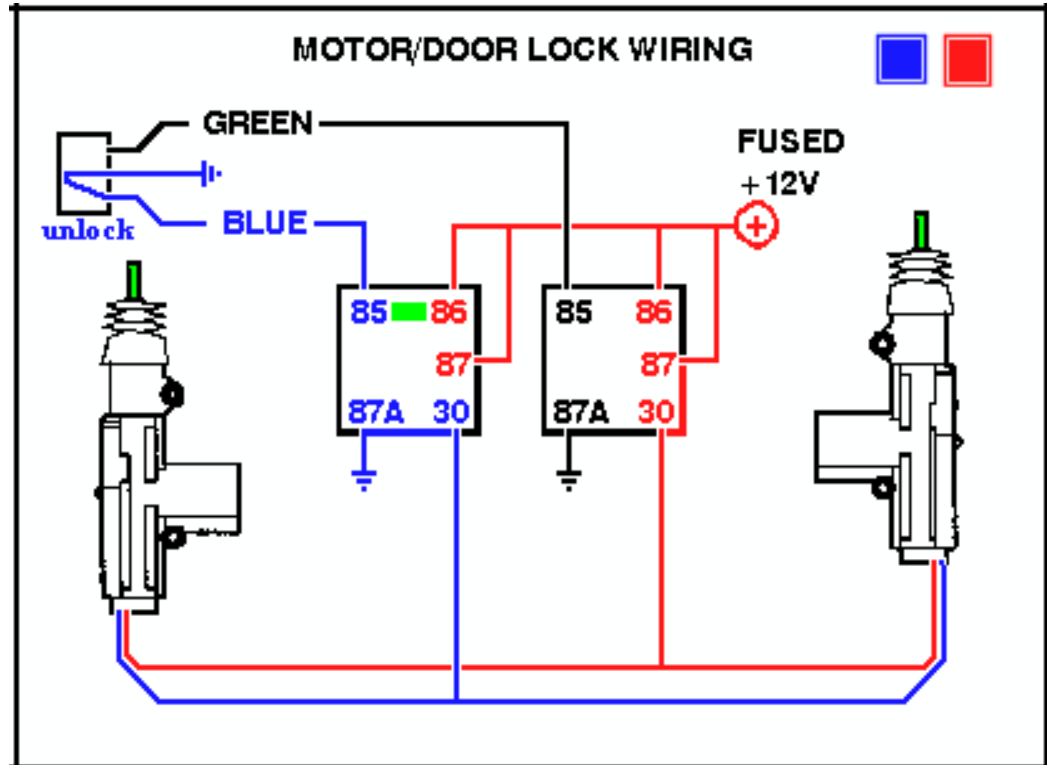 MOTOR/DOOR LOCK WIRING
GREEN
FUSED
+12V
unlock
BLUE
85 86
87
87A 30
85 86
87
87A 30